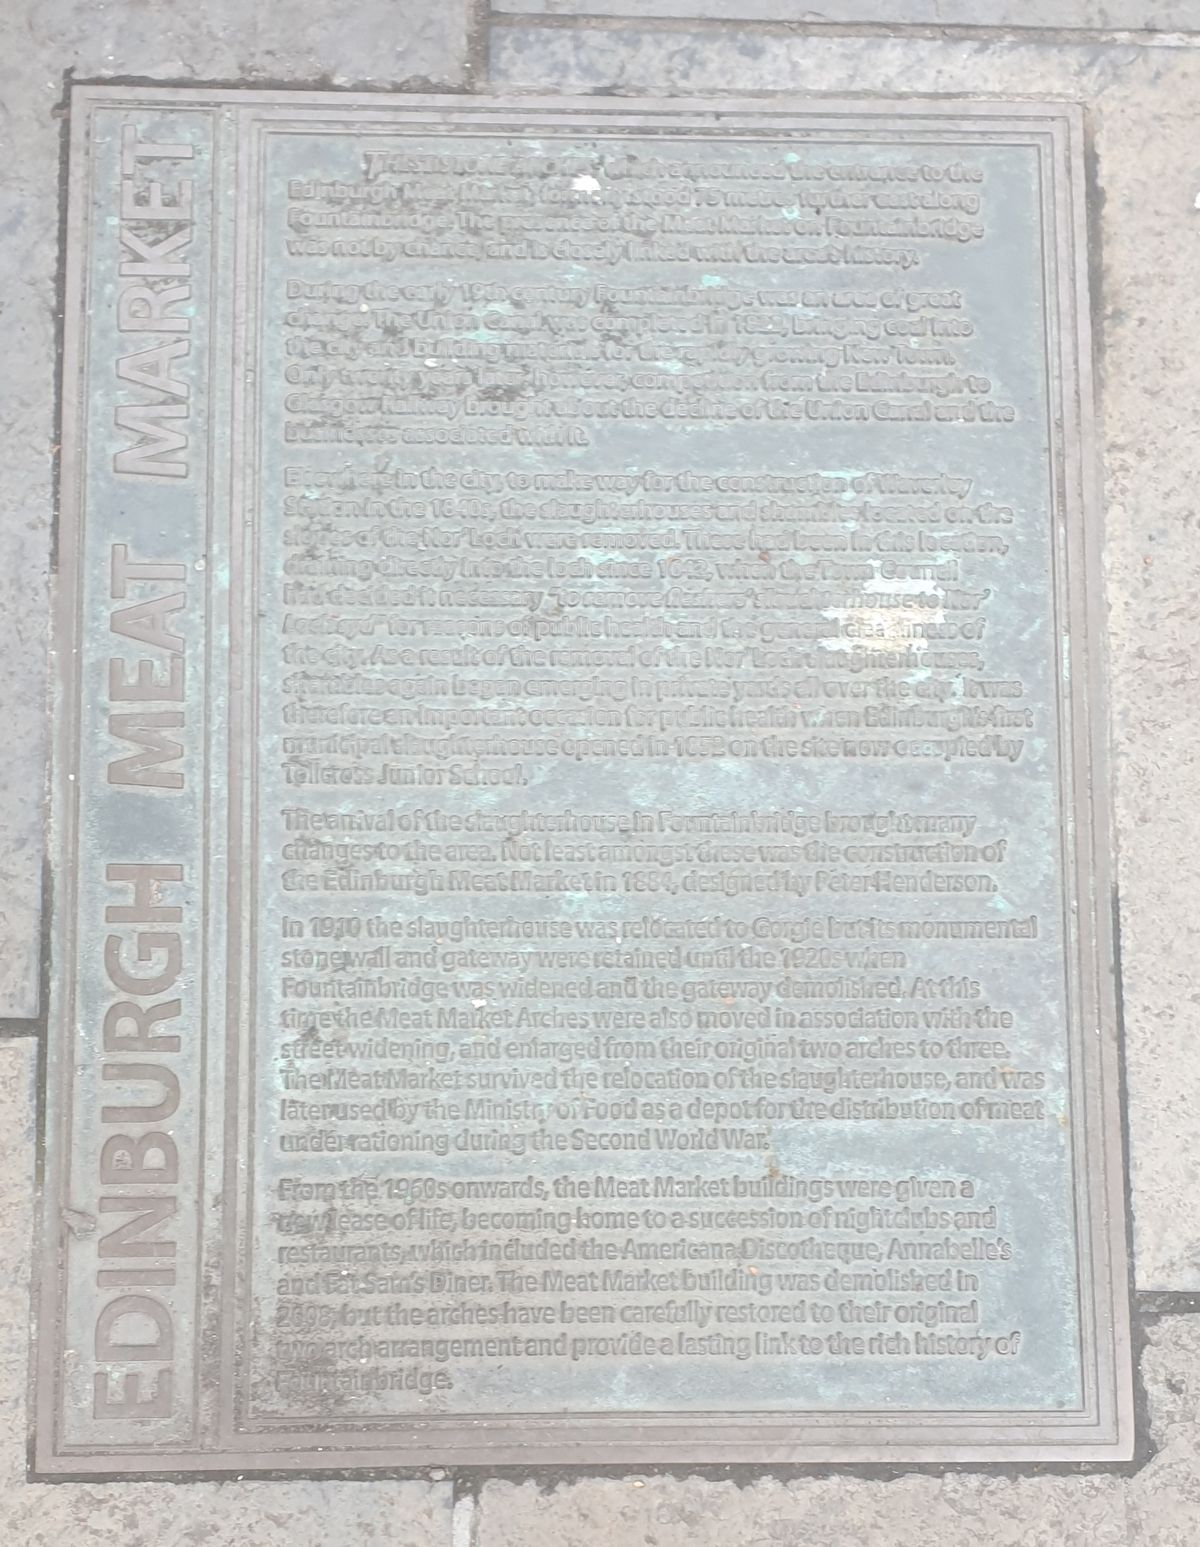 EDINBURGH MEAT MARKET
THIS STONE ARCHWAY which announced the entrance to the
Edinburgh Meat Market, formerly stood 75 metres further east along
Fountainbridge. The presence of the Meat Market on Fountainbridge
was not by chance, and is closely linked with the area's history.
During the early 19th century Fountainbridge was an area of great
change. The Union Canal was completed in 1822, bringing coal into
the city and building materials for the rapidly growing New Town.
Only twenty years later, however, competition from the Edinburgh to
Glasgow Railway brought about the decline of the Union Canal and the
businesses associated with it.
Elsewhere in the city, to make way for the construction of Waverley
Station in the 1840s, the slaughterhouses and shambles located on the
shores of the Nor' Loch were removed. These had been in this location,
draining directly into the loch since 1642, when the Town Council
had decided it necessary "to remove slaughter house to Nor'
for reasons of public health and the general cleanliness of
the city. As a result of the removal of the Nor' Loch slaughterhouses,
shambles again began emerging in private yards all over the city. It was
therefore an important occasion for public health when Edinburgh's first
municipal slaughterhouse opened in 1852 on the site now occupied by
Tollcross Junior School.
The arrival of the slaughterhouse in Fountainbridge brought many
changes to the area. Not least amongst these was the construction of
the Edinburgh Meat Market in 1884, designed by Peter Henderson.
In 1910 the slaughterhouse was relocated to Gorgie but its monumental
stone wall and gateway were retained until the 1920s when
Fountainbridge was widened and the gateway demolished. At this
time the Meat Market Arches were also moved in association with the
street widening, and enlarged from their original two arches to three.
The Meat Market survived the relocation of the slaughterhouse, and was
later used by the Ministry of Food as a depot for the distribution of meat
under rationing during the Second World War.
From the 1960s onwards, the Meat Market buildings were given a
new lease of life, becoming home to a succession of nightclubs and
restaurants, which included the Americana Discotheque, Annabelle's
and Fat Sam's Diner. The Meat Market building was demolished in
2008, but the arches have been carefully restored to their original
two arch arrangement and provide a lasting link to the rich history of
Fountainbridge.